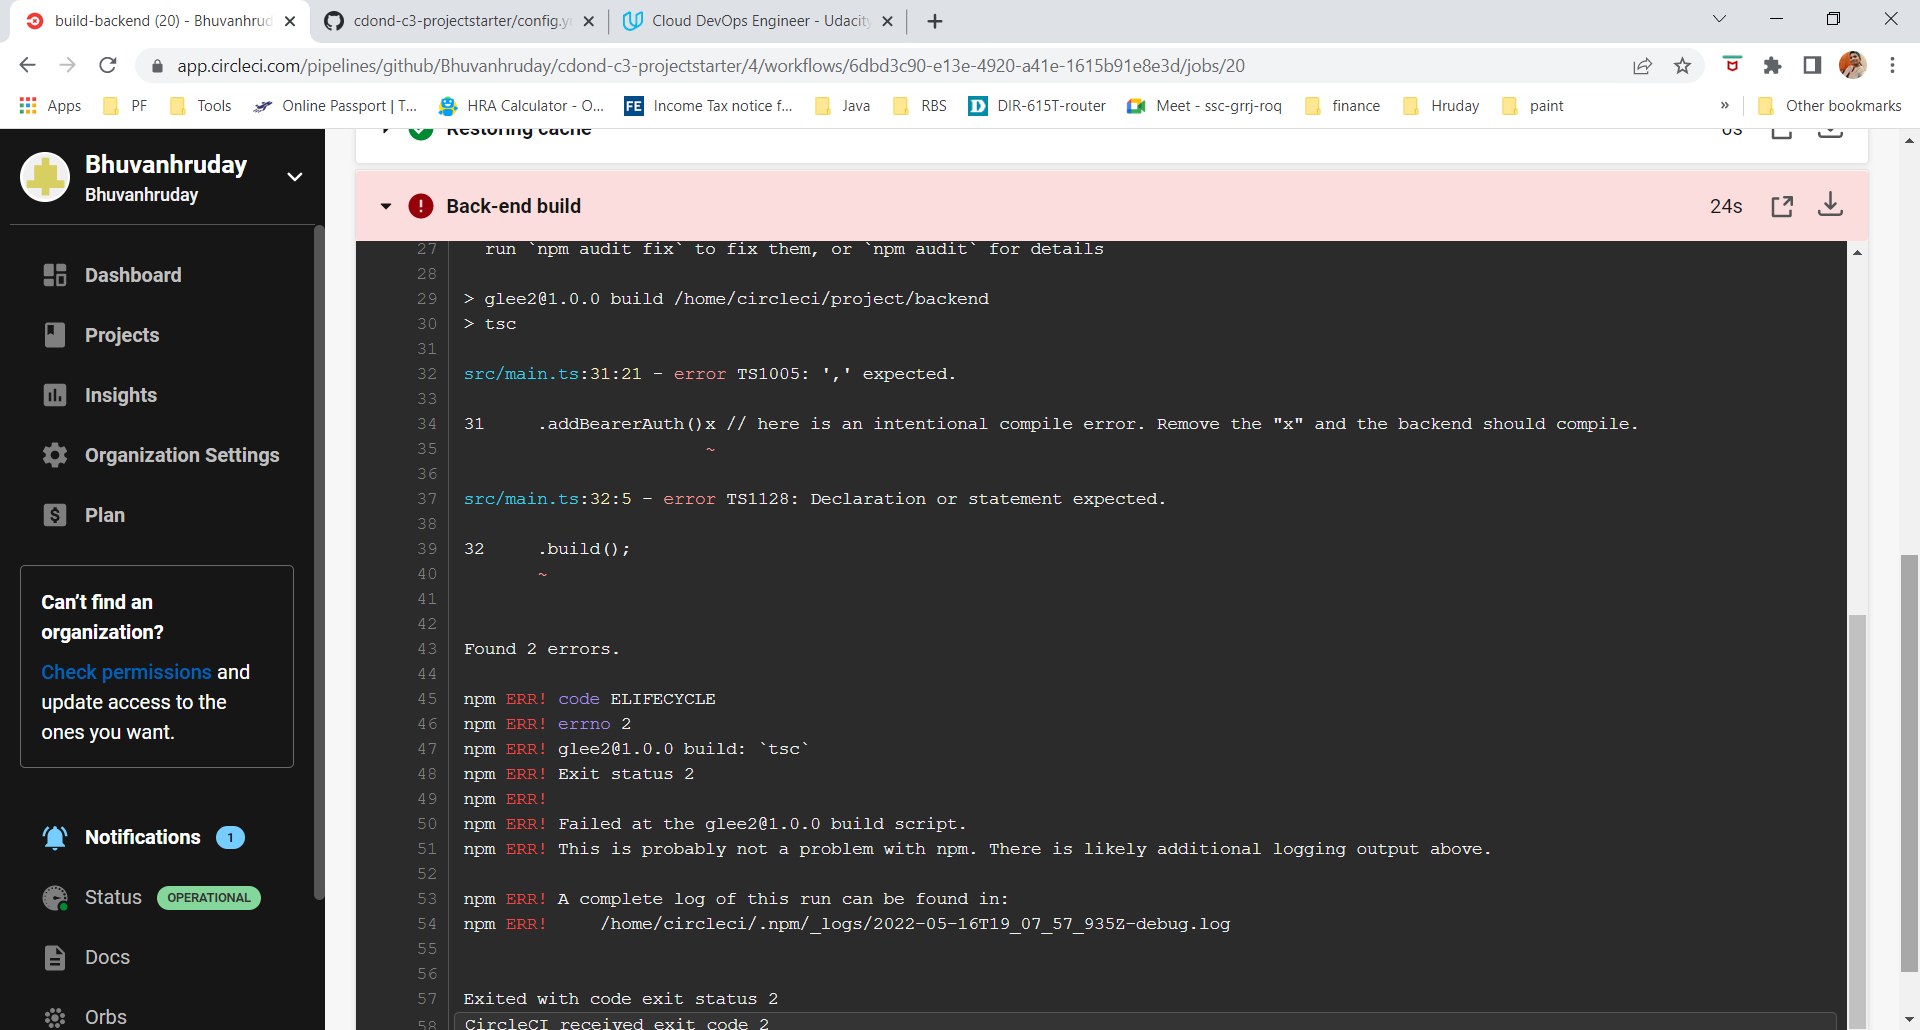 build-backend (20) - Bhuvanhrud
cdond-c3-projectstarter/config.y
Cloud DevOps Engineer - Udacity
app.circleci.com/pipelines/github/Bhuvanhruday/cdond-c3-projectstarter/4/workflows/6dbd3c90-e13e-4920-a41e-1615b91e8e3d/jobs/20
Apps PF Tools Online Passport | T... HRA Calculator - O... FE Income Tax notice f... Java RBS D DIR-615T-router Meet - ssc-grrj-roq finance Hruday paint » Other bookmarks
Bhuvanhruday
Bhuvanhruday
Dashboard
Projects
Insights
Organization Settings
Plan
Can't find an
organization?
Check permissions and
update access to the
ones you want.
Notifications 1
Status OPERATIONAL
Docs
Orbs
Restoring cache 0s
Back-end build 24s
27 run `npm audit fix` to fix them, or `npm audit` for details
28
29 > glee2@1.0.0 build /home/circleci/project/backend
30 > tsc
31
32 src/main.ts:31:21 - error TS1005: ',' expected.
33
34 31     .addBearerAuth()x // here is an intentional compile error. Remove the "x" and the backend should compile.
35 ~
36
37 src/main.ts:32:5 - error TS1128: Declaration or statement expected.
38
39 32     .build();
40 ~
41
42
43 Found 2 errors.
44
45 npm ERR! code ELIFECYCLE
46 npm ERR! errno 2
47 npm ERR! glee2@1.0.0 build: `tsc`
48 npm ERR! Exit status 2
49 npm ERR!
50 npm ERR! Failed at the glee2@1.0.0 build script.
51 npm ERR! This is probably not a problem with npm. There is likely additional logging output above.
52
53 npm ERR! A complete log of this run can be found in:
54 npm ERR!     /home/circleci/.npm/_logs/2022-05-16T19_07_57_935Z-debug.log
55
56
57 Exited with code exit status 2
58 CircleCI received exit code 2